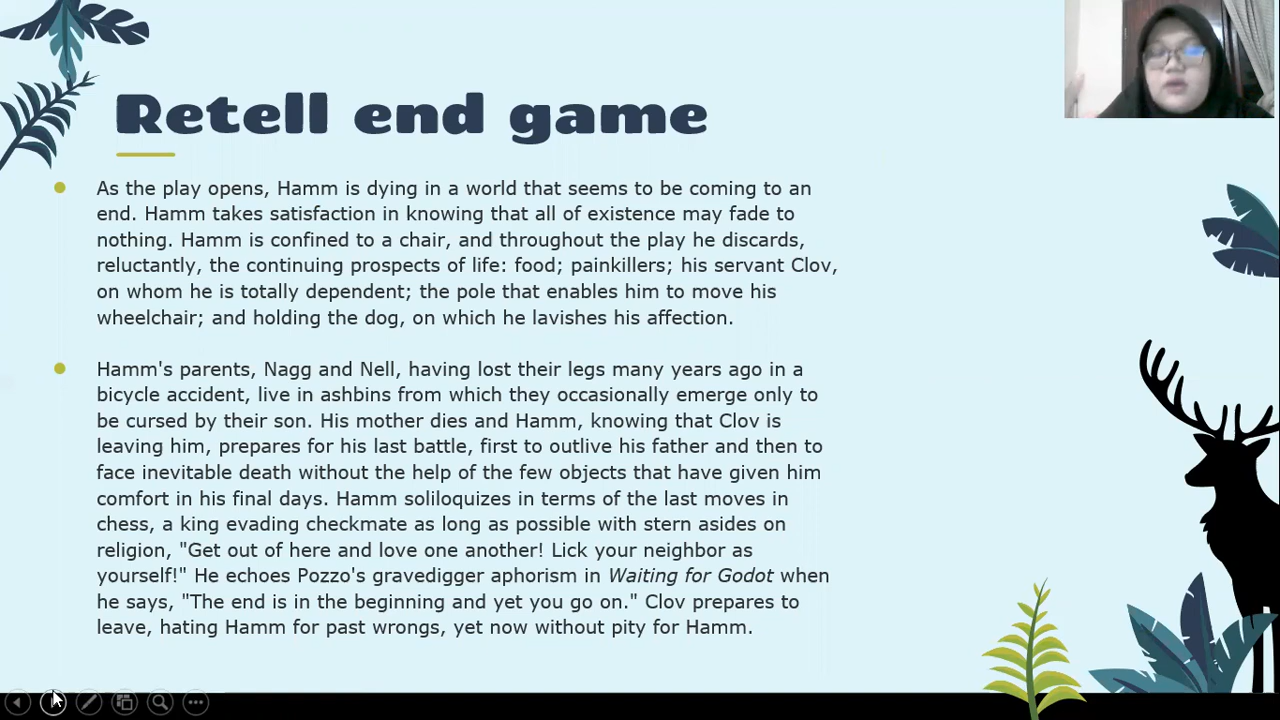 Retell end game
As the play opens, Hamm is dying in a world that seems to be coming to an
end. Hamm takes satisfaction in knowing that all of existence may fade to
nothing. Hamm is confined to a chair, and throughout the play he discards,
reluctantly, the continuing prospects of life: food; painkillers; his servant Clov,
on whom he is totally dependent; the pole that enables him to move his
wheelchair; and holding the dog, on which he lavishes his affection.
Hamm's parents, Nagg and Nell, having lost their legs many years ago in a
bicycle accident, live in ashbins from which they occasionally emerge only to
be cursed by their son. His mother dies and Hamm, knowing that Clov is
leaving him, prepares for his last battle, first to outlive his father and then to
face inevitable death without the help of the few objects that have given him
comfort in his final days. Hamm soliloquizes in terms of the last moves in
chess, a king evading checkmate as long as possible with stern asides on
religion, "Get out of here and love one another! Lick your neighbor as
yourself!" He echoes Pozzo's gravedigger aphorism in Waiting for Godot when
he says, "The end is in the beginning and yet you go on." Clov prepares to
leave, hating Hamm for past wrongs, yet now without pity for Hamm.